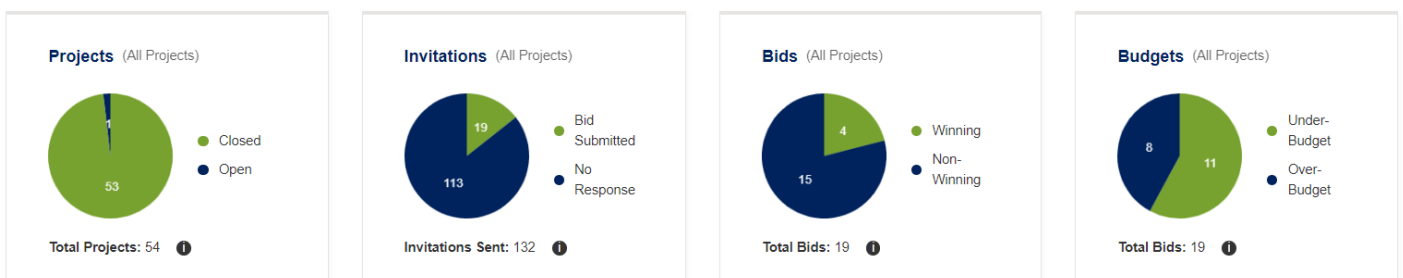 Projects (All Projects)
1
53
Closed
Open
Total Projects: 54 i
Invitations (All Projects)
19
113
Bid
Submitted
No
Response
Invitations Sent: 132 i
Bids (All Projects)
4
15
Winning
Non-
Winning
Total Bids: 19 i
Budgets (All Projects)
8
11
Under-
Budget
Over-
Budget
Total Bids: 19 i